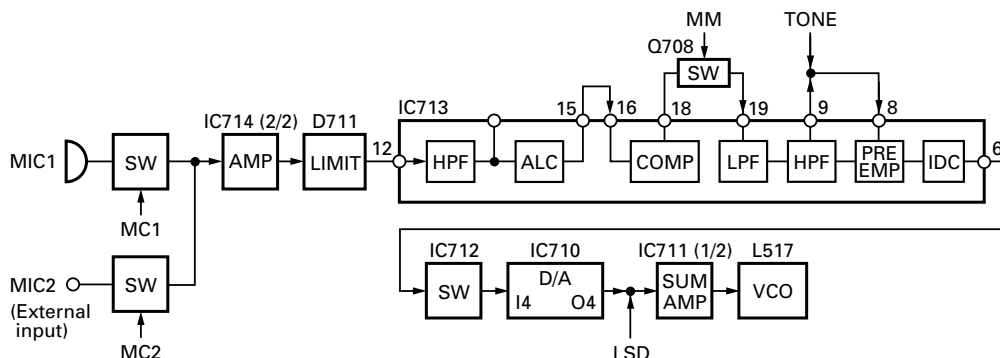 MM
TONE
Q708
SW
IC713
15
16
18
19
9
8
IC714 (2/2)
D711
12
6
MIC1
SW
AMP
LIMIT
HPF
ALC
COMP
LPF
HPF
PRE
EMP
IDC
MC1
MIC2
(External
input)
SW
MC2
IC712
IC710
IC711 (1/2)
L517
SW
D/A
I4
O4
SUM
AMP
VCO
LSD